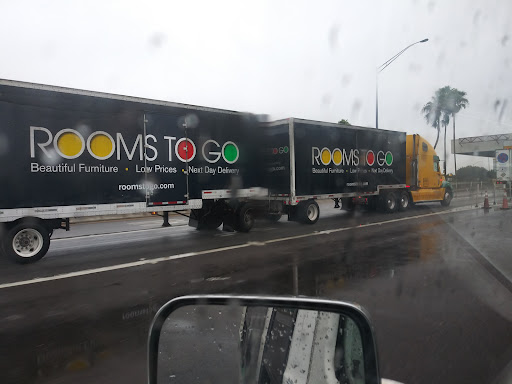 ROOMS TO GO
Beautiful Furniture • Low Prices • Next Day Delivery
roomstogo.com
ROOMS TO GO
Beautiful Furniture • Low Prices • Next Day Delivery